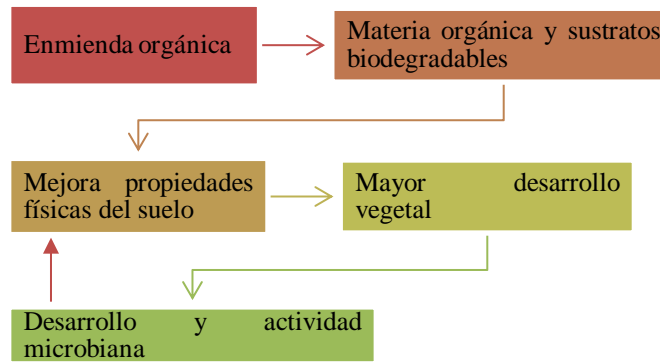 Enmienda orgánica
Materia orgánica y sustratos
biodegradables
Mejora propiedades
físicas del suelo
Mayor desarrollo
vegetal
Desarrollo y actividad
microbiana